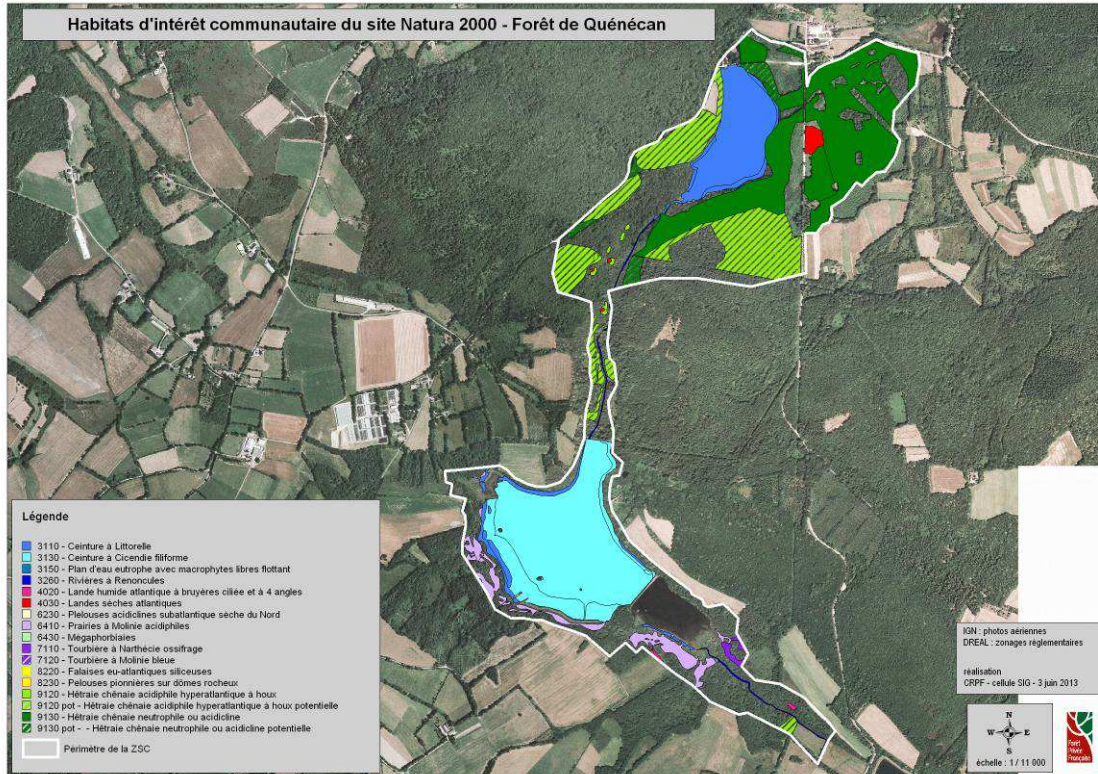 Habitats d'intérêt communautaire du site Natura 2000 - Forêt de Quénécan
Légende
3110 - Ceinture à Littorelle
3130 - Ceinture à Cicendie filiforme
3150 - Plan d'eau eutrophe avec macrophytes libres flottant
3260 - Rivières à Renoncules
4020 - Lande humide atlantique à bruyères ciliée et à 4 angles
4030 - Landes sèches atlantiques
6230 - Plelouses acidiclines subatlantique sèche du Nord
6410 - Prairies à Molinie acidiphiles
6430 - Mégaphorbiaies
7110 - Tourbière à Narthécie ossifrage
7120 - Tourbière à Molinie bleue
8220 - Falaises eu-atlantiques siliceuses
8230 - Pelouses pionnières sur dômes rocheux
9120 - Hêtraie chênaie acidiphile hyperatlantique à houx
9120 pot - Hêtraie chênaie acidiphile hyperatlantique à houx potentielle
9130 - Hêtraie chênaie neutrophile ou acidicline
9130 pot - - Hêtraie chênaie neutrophile ou acidicline potentielle
Périmètre de la ZSC
IGN : photos aériennes
DREAL : zonages réglementaires
réalisation
CRPF - cellule SIG - 3 juin 2013
N
W E
S
échelle : 1 / 11 000
Forêt
Privée
Française